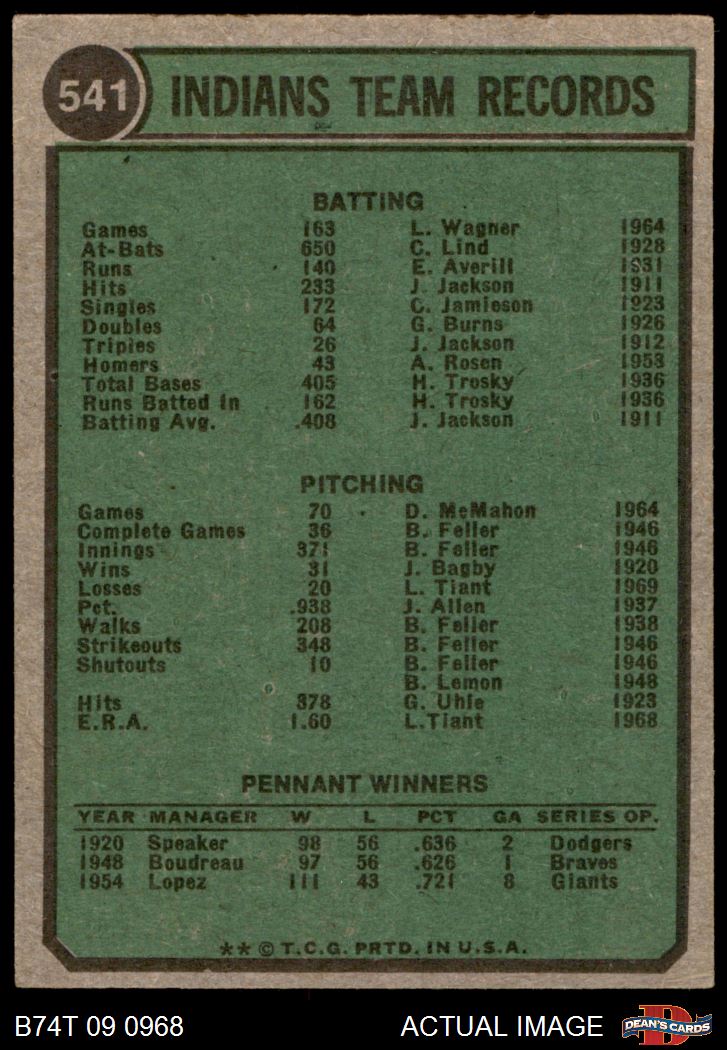 541 INDIANS TEAM RECORDS
BATTING
Games 163 L. Wagner 1964
At-Bats 650 C. Lind 1928
Runs 140 E. Averill 1931
Hits 233 J. Jackson 1911
Singles 172 C. Jamieson 1923
Doubles 64 G. Burns 1926
Triples 26 J. Jackson 1912
Homers 43 A. Rosen 1953
Total Bases 405 H. Trosky 1936
Runs Batted In 162 H. Trosky 1936
Batting Avg. .408 J. Jackson 1911
PITCHING
Games 70 D. McMahon 1964
Complete Games 36 B. Feller 1946
Innings 371 B. Feller 1946
Wins 31 J. Bagby 1920
Losses 20 L. Tiant 1969
Pct. .938 J. Allen 1937
Walks 208 B. Feller 1938
Strikeouts 348 B. Feller 1946
Shutouts 10 B. Feller 1946
B. Lemon 1948
Hits 378 G. Uhle 1923
E.R.A. 1.60 L.Tiant 1968
PENNANT WINNERS
YEAR MANAGER W L PCT GA SERIES OP.
1920 Speaker 98 56 .636 2 Dodgers
1948 Boudreau 97 56 .626 1 Braves
1954 Lopez 111 43 .721 8 Giants
** © T.C.G. PRTD. IN U.S.A.
B74T 09 0968 ACTUAL IMAGE D DEAN'S CARDS